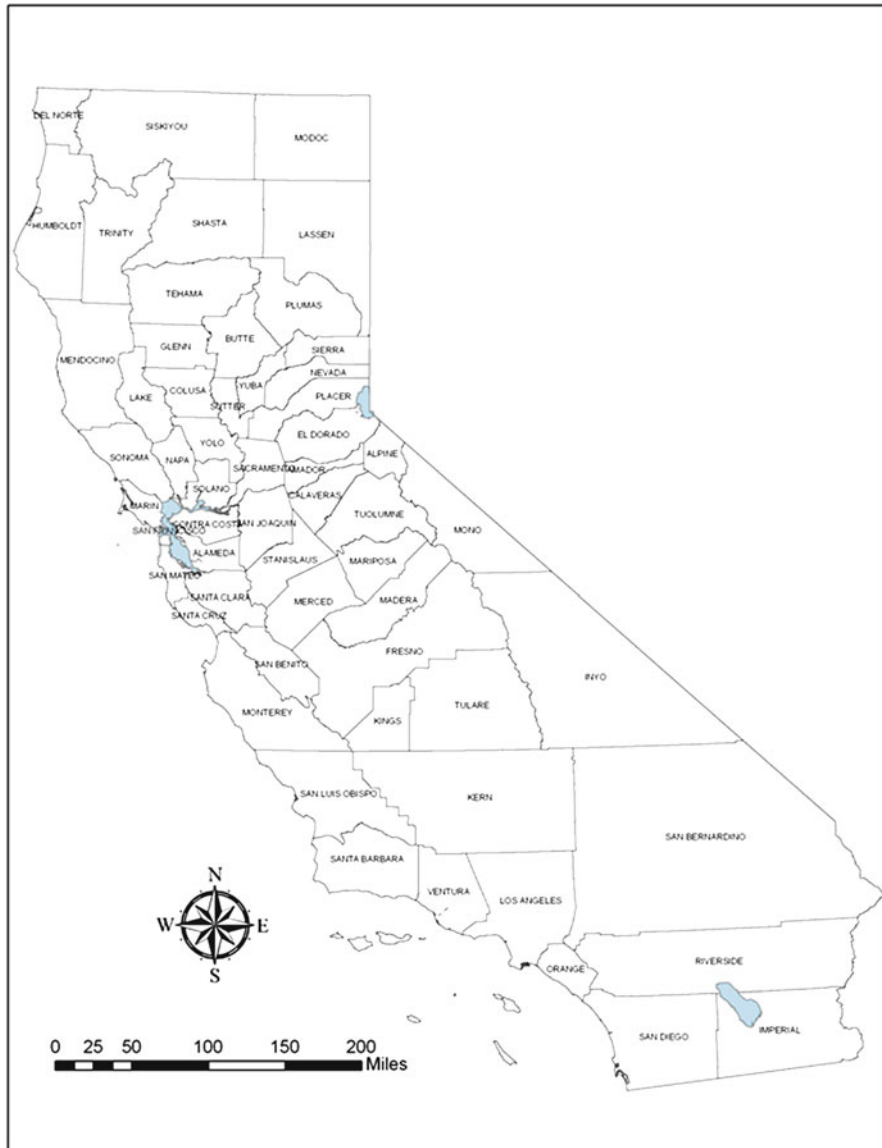 DEL NORTE
SISKIYOU
MODOC
HUMBOLDT
TRINITY
SHASTA
LASSEN
TEHAMA
PLUMAS
BUTTE
GLENN
SIERRA
MENDOCINO
NEVADA
YUBA
COLUSA
LAKE
PLACER
SUTTER
EL DORADO
YOLO
SONOMA
NAPA
ALPINE
SACRAMENTO
AMADOR
SOLANO
CALAVERAS
MARIN
TUOLUMNE
CONTRA COSTA
SAN JOAQUIN
SAN FRANCISCO
MONO
ALAMEDA
STANISLAUS
MARIPOSA
SAN MATEO
SANTA CLARA
MERCED
MADERA
SANTA CRUZ
FRESNO
SAN BENITO
INYO
TULARE
MONTEREY
KINGS
SAN LUIS OBISPO
KERN
SAN BERNARDINO
SANTA BARBARA
VENTURA
LOS ANGELES
N
W
E
S
ORANGE
RIVERSIDE
SAN DIEGO
IMPERIAL
0 25 50 100 150 200
Miles